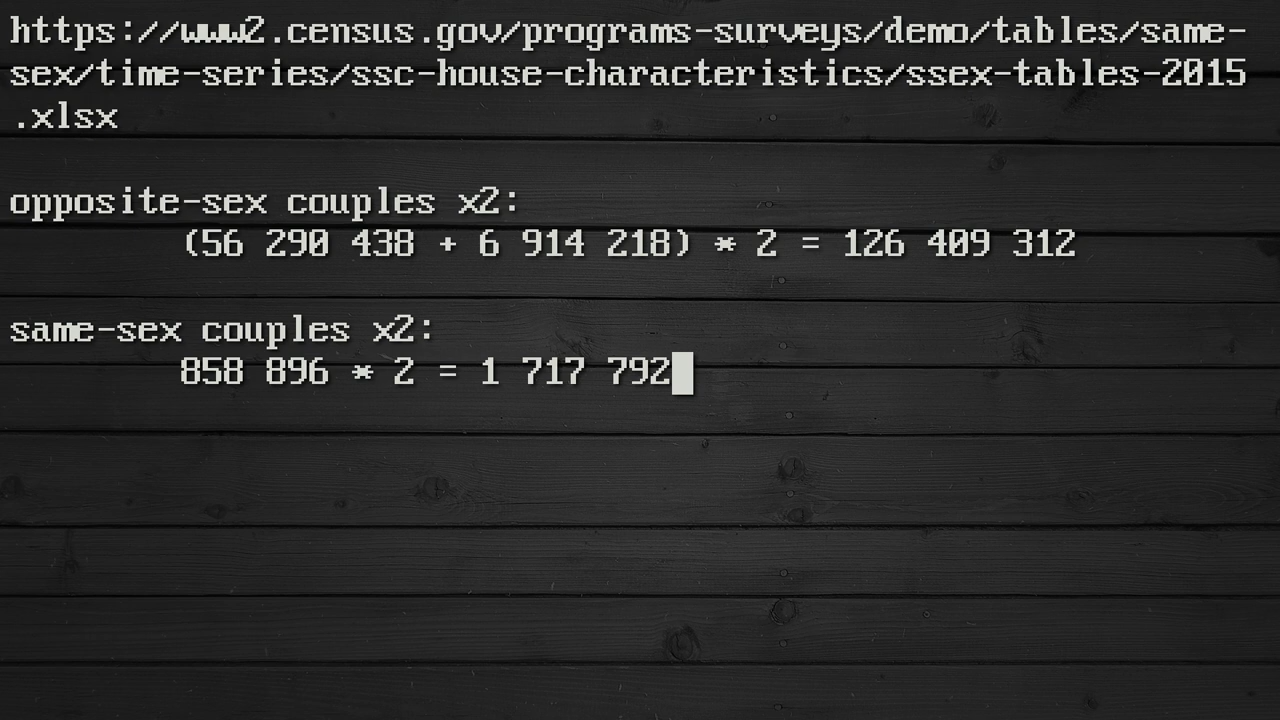 https://www2.census.gov/programs-surveys/demo/tables/same-
sex/time-series/ssc-house-characteristics/ssex-tables-2015
.xlsx
opposite-sex couples x2:
(56 290 438 + 6 914 218) * 2 = 126 409 312
same-sex couples x2:
858 896 * 2 = 1 717 792